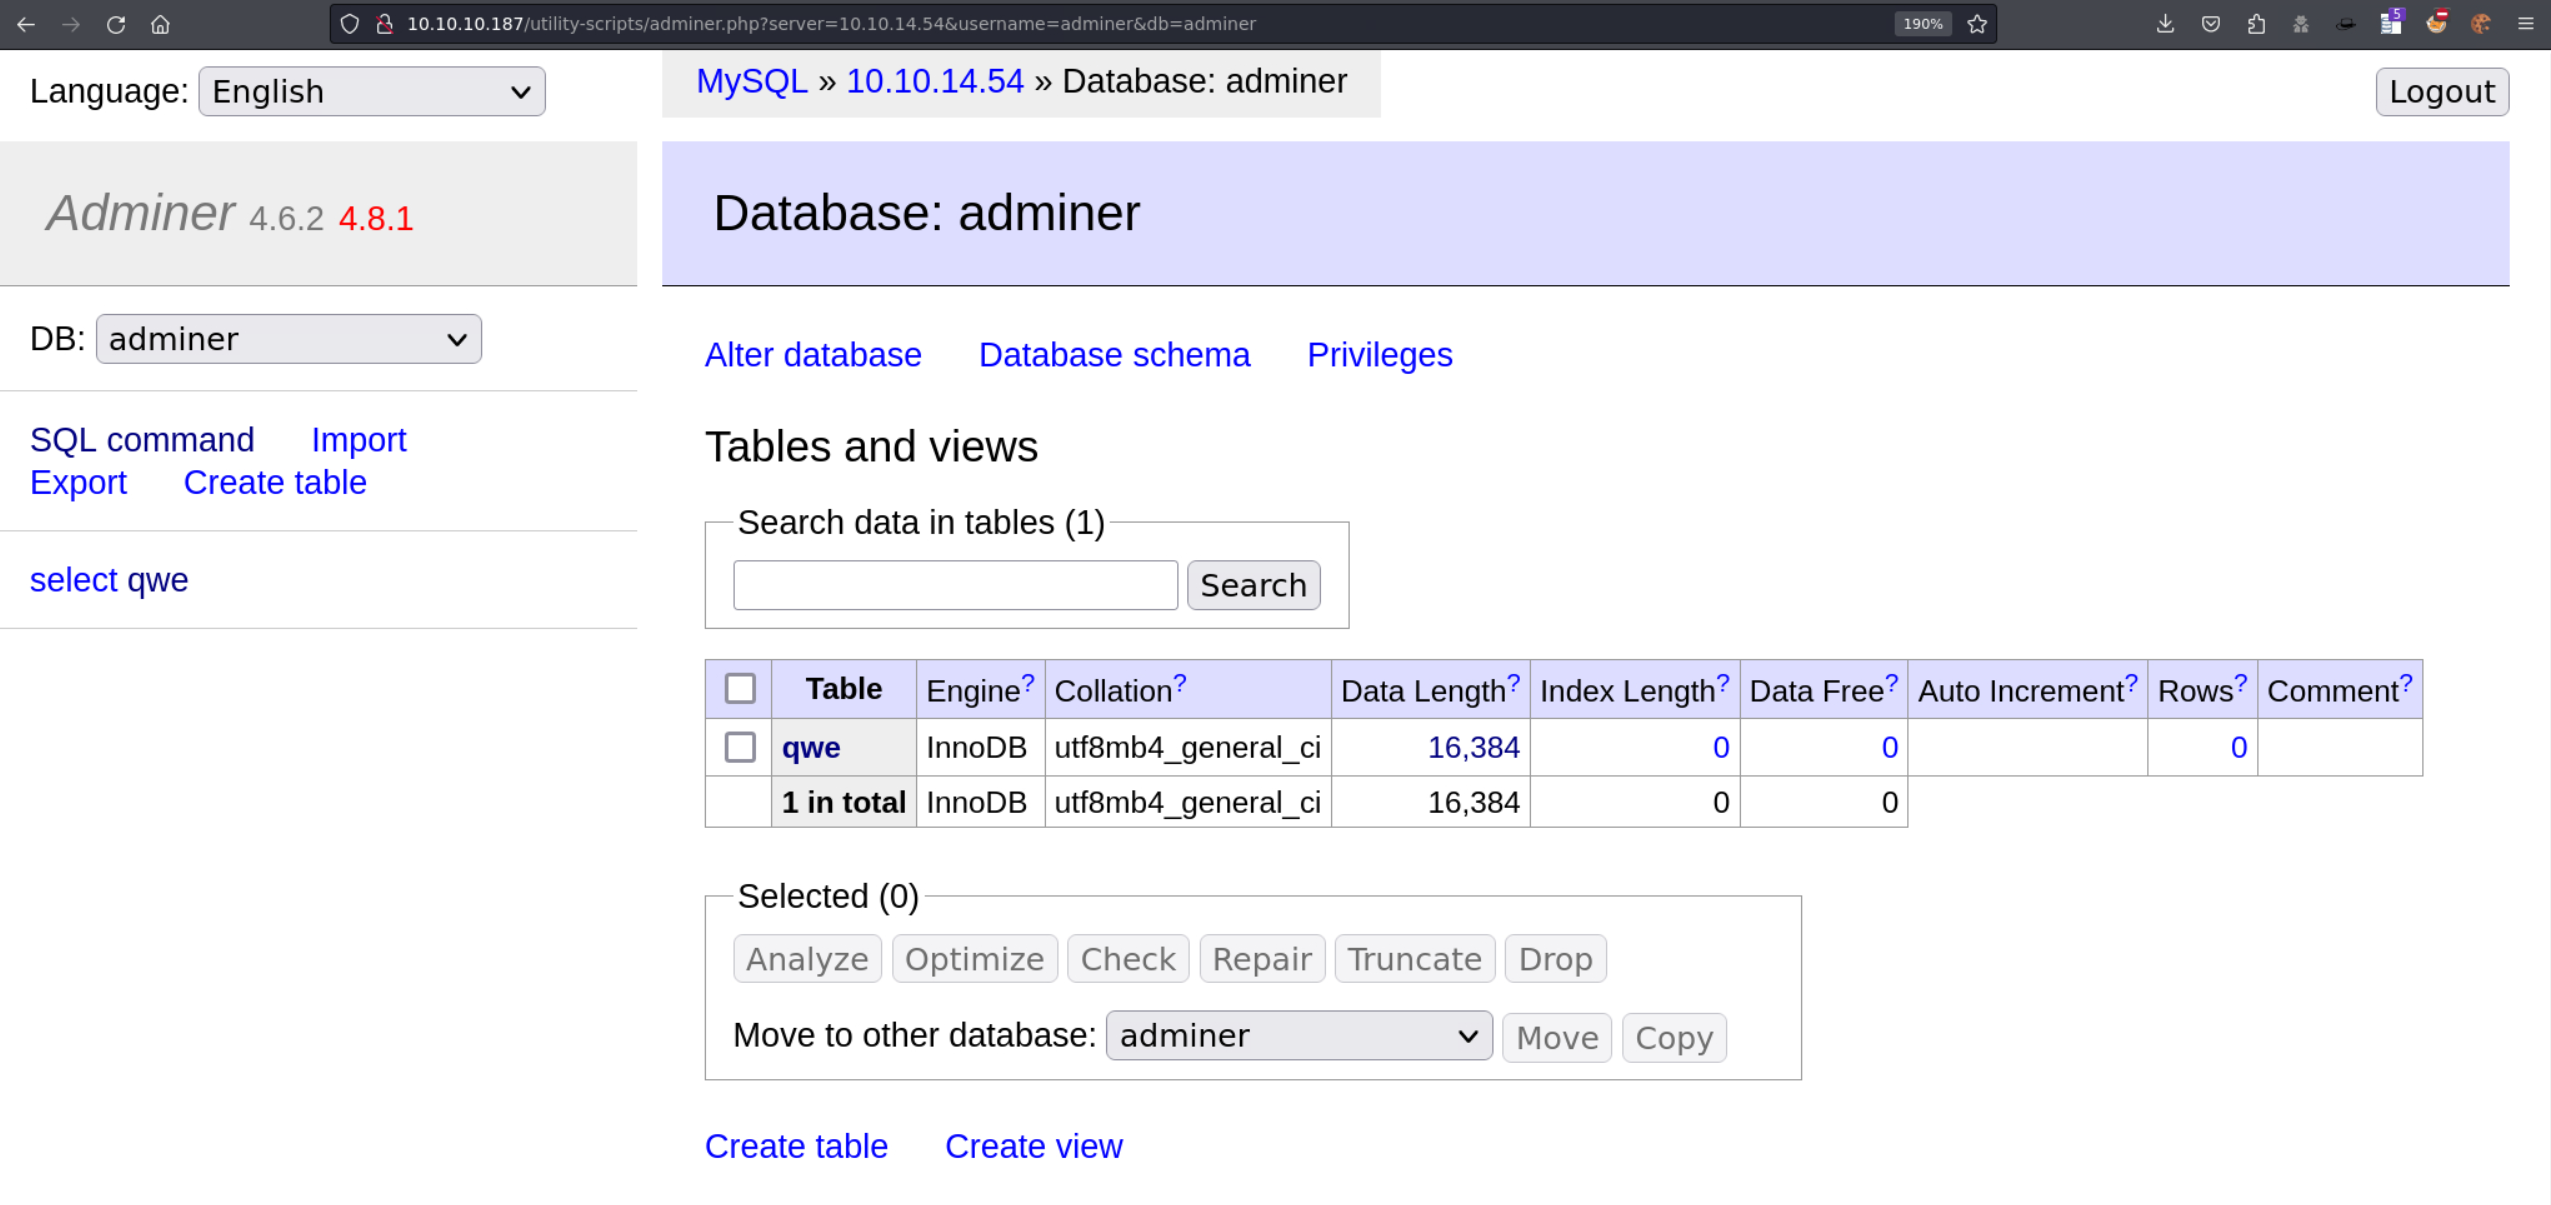 10.10.10.187/utility-scripts/adminer.php?server=10.10.14.54&username=adminer&db=adminer 190% 5
Language: English
MySQL » 10.10.14.54 » Database: adminer
Logout
Adminer 4.6.2 4.8.1
Database: adminer
DB: adminer
Alter database Database schema Privileges
SQL command Import
Export Create table
select qwe
Tables and views
Search data in tables (1)
Search
Table Engine? Collation? Data Length? Index Length? Data Free? Auto Increment? Rows? Comment?
qwe InnoDB utf8mb4_general_ci 16,384 0 0 0
1 in total InnoDB utf8mb4_general_ci 16,384 0 0
Selected (0)
Analyze Optimize Check Repair Truncate Drop
Move to other database: adminer Move Copy
Create table Create view